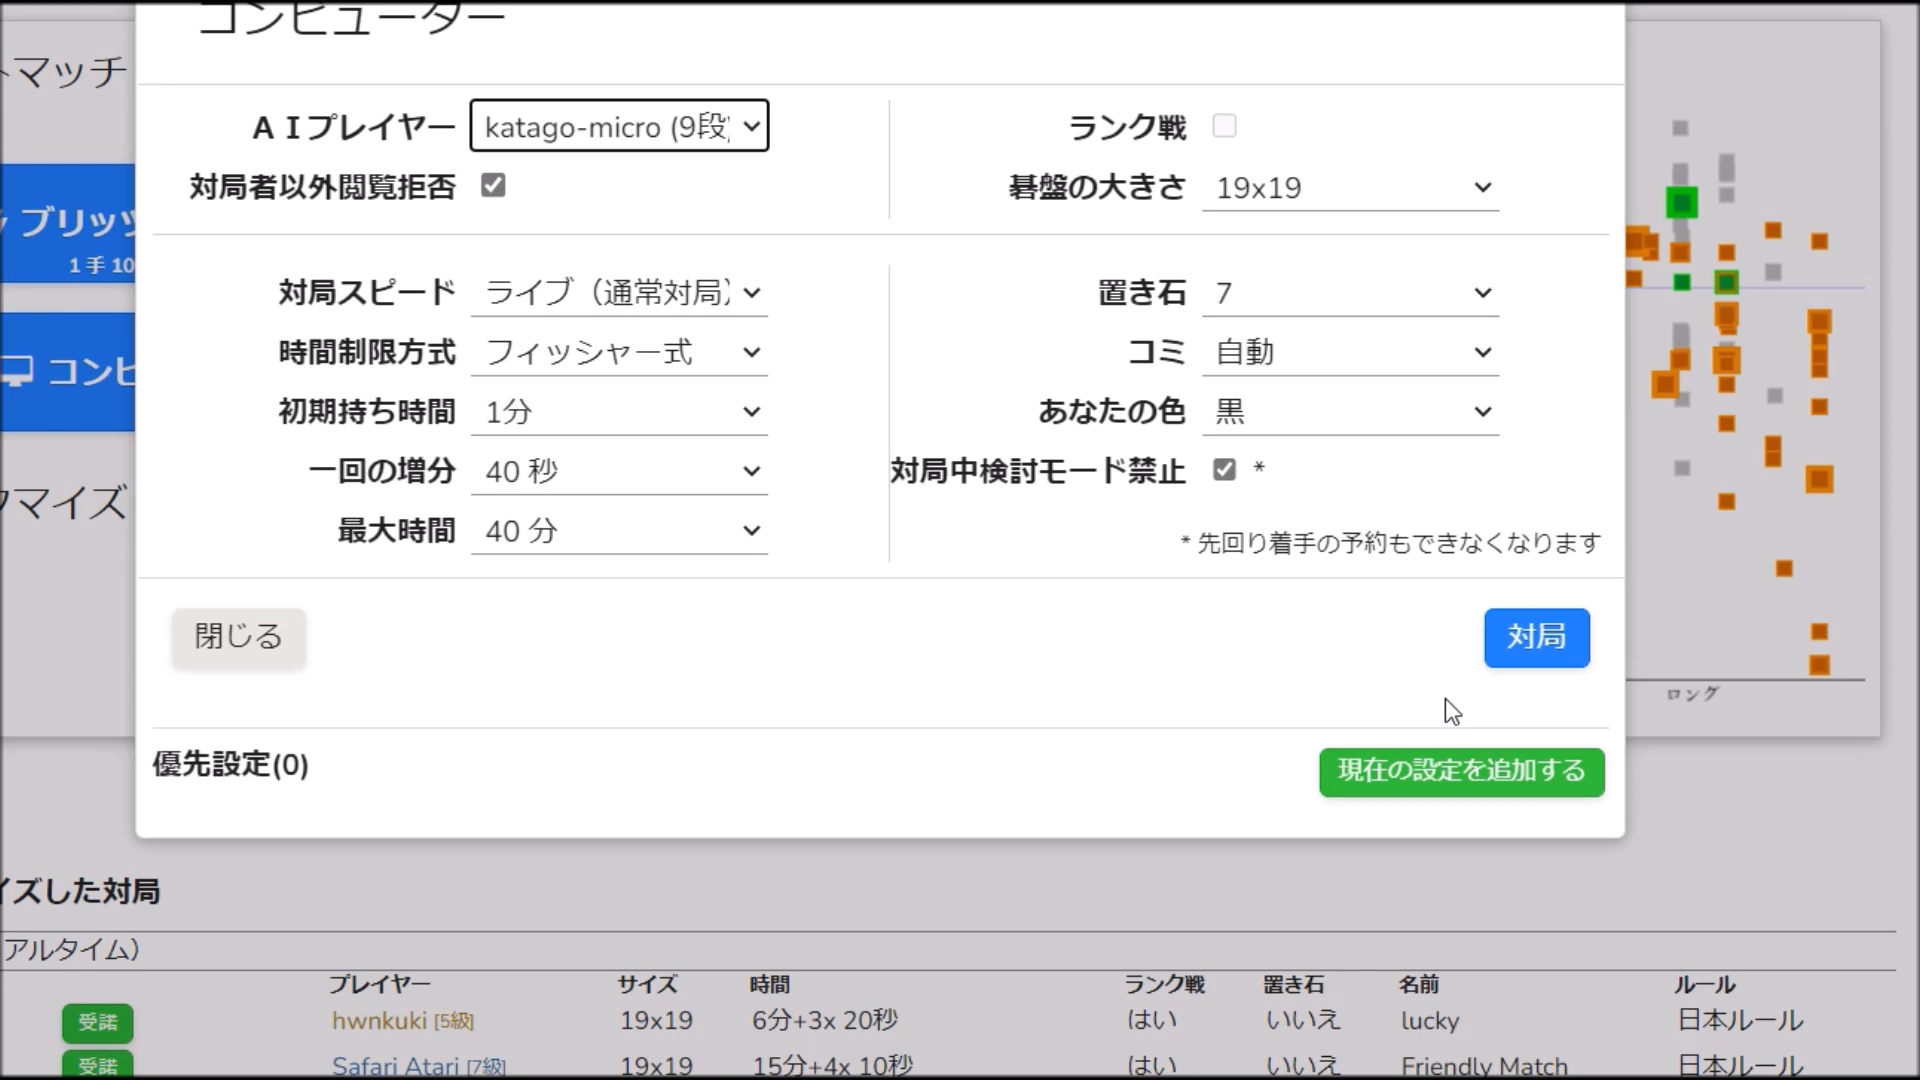 コンピューター
トマッチ
ＡＩプレイヤー katago-micro (9段) ランク戦
対局者以外閲覧拒否 碁盤の大きさ 19x19
ブリッツ
1 手 10
対局スピード ライブ（通常対局） 置き石 7
時間制限方式 フィッシャー式 コミ 自動
コンピ
初期持ち時間 1分 あなたの色 黒
一回の増分 40 秒 対局中検討モード禁止 *
タマイズ
最大時間 40 分
* 先回り着手の予約もできなくなります
閉じる 対局
ロング
優先設定(0) 現在の設定を追加する
イズした対局
アルタイム）
プレイヤー サイズ 時間 ランク戦 置き石 名前 ルール
受諾 hwnkuki [5級] 19x19 6分+3x 20秒 はい いいえ lucky 日本ルール
受諾 Safari Atari [7級] 19x19 15分+4x 10秒 はい いいえ Friendly Match 日本ルール